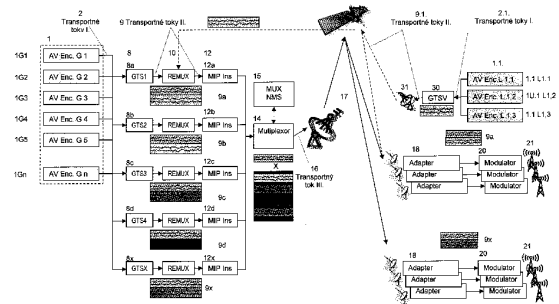 2
Transportné
toky I.
1
1G1
1G2
1G3
1G4
1G5
1Gn
AV Enc. G 1
AV Enc. G 2
AV Enc. G 3
AV Enc. G 4
AV Enc. G 5
AV Enc. G n
9 Transportné toky II.
8
10
12
8a
GTS1
REMUX
12a
MIP Ins
9a
8b
GTS2
REMUX
12b
MIP Ins
9b
8c
GTS3
REMUX
12c
MIP Ins
9c
8d
GTS4
REMUX
12d
MIP Ins
9d
8x
GTSX
REMUX
12x
MIP Ins
9x
15
MUX
NMS
14
Multiplexor
X
17
16
Transportný
tok III.
9.1.
Transportné toky II.
2.1.
Transportné toky I.
31
30
GTSV
1.1.
AV Enc. L 1,1
AV Enc. L 1,2
AV Enc. L 1,3
1.1 L1,1
1U.1 L1,2
1.1 L1,3
9a
18
Adapter
Adapter
Adapter
20
Modulator
Modulator
Modulator
21
9x
18
Adapter
Adapter
Adapter
20
Modulator
Modulator
Modulator
21